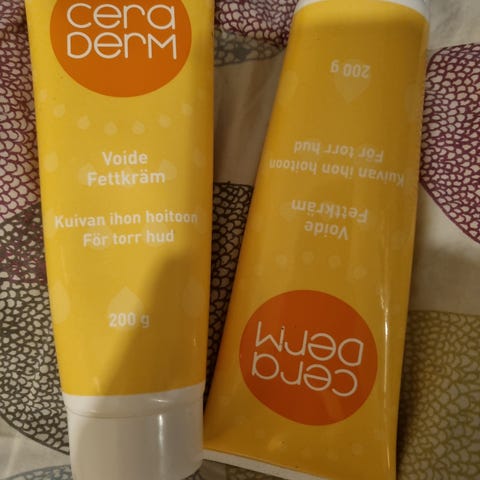 cera
Derm
Voide
Fettkräm
Kuivan ihon hoitoon
För torr hud
200 g
cera
Derm
Voide
Fettkräm
Kuivan ihon hoitoon
För torr hud
200 g